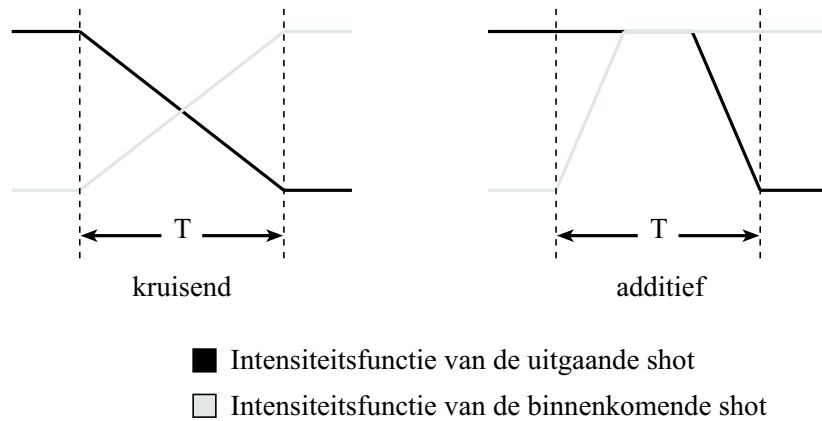 T
T
kruisend
additief
Intensiteitsfunctie van de uitgaande shot
Intensiteitsfunctie van de binnenkomende shot